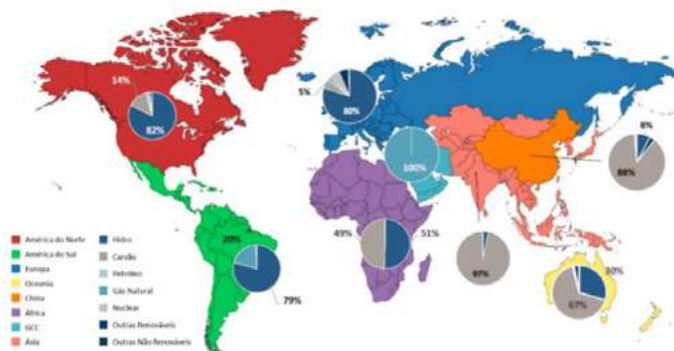 14%
82%
5%
80%
100%
8%
88%
49%
51%
97%
30%
67%
20%
79%
América do Norte
América do Sul
Europa
Oceania
China
África
GCC
Ásia
Hidro
Carvão
Petróleo
Gás Natural
Nuclear
Outras Renováveis
Outras Não Renováveis